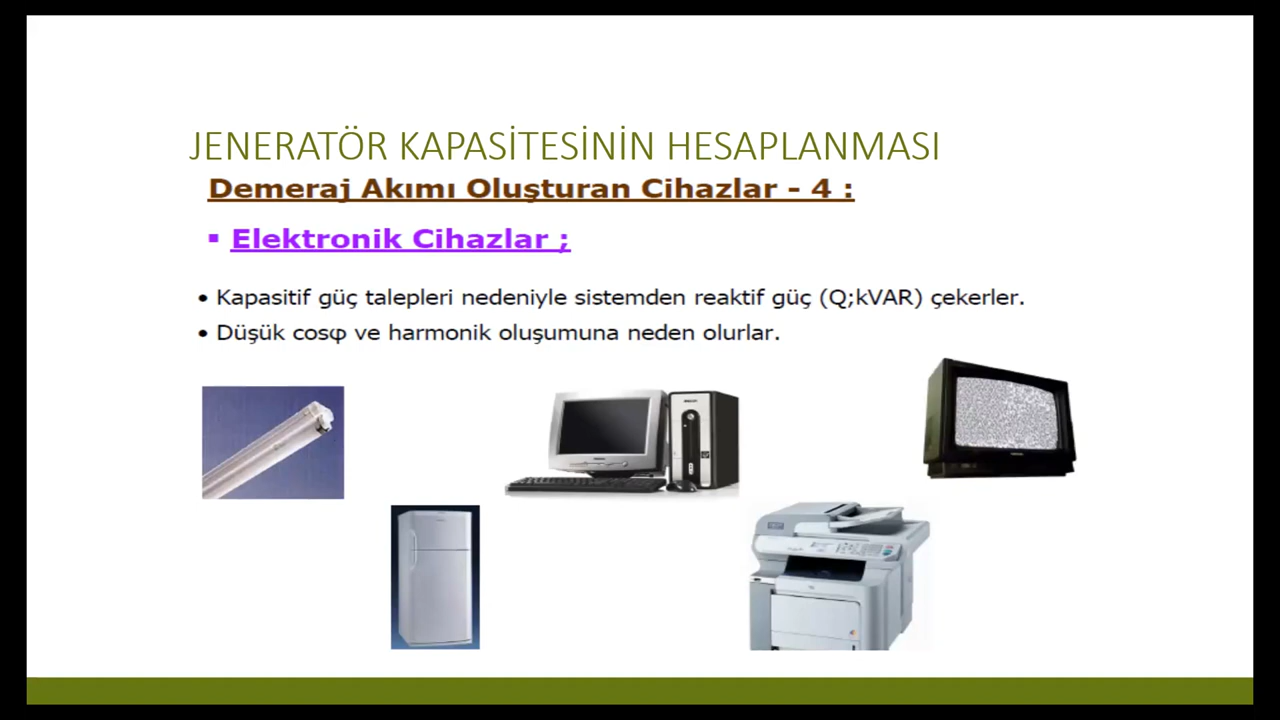 JENERATÖR KAPASİTESİNİN HESAPLANMASI
Demeraj Akımı Oluşturan Cihazlar - 4 :
▪ Elektronik Cihazlar ;
• Kapasitif güç talepleri nedeniyle sistemden reaktif güç (Q;kVAR) çekerler.
• Düşük cosφ ve harmonik oluşumuna neden olurlar.